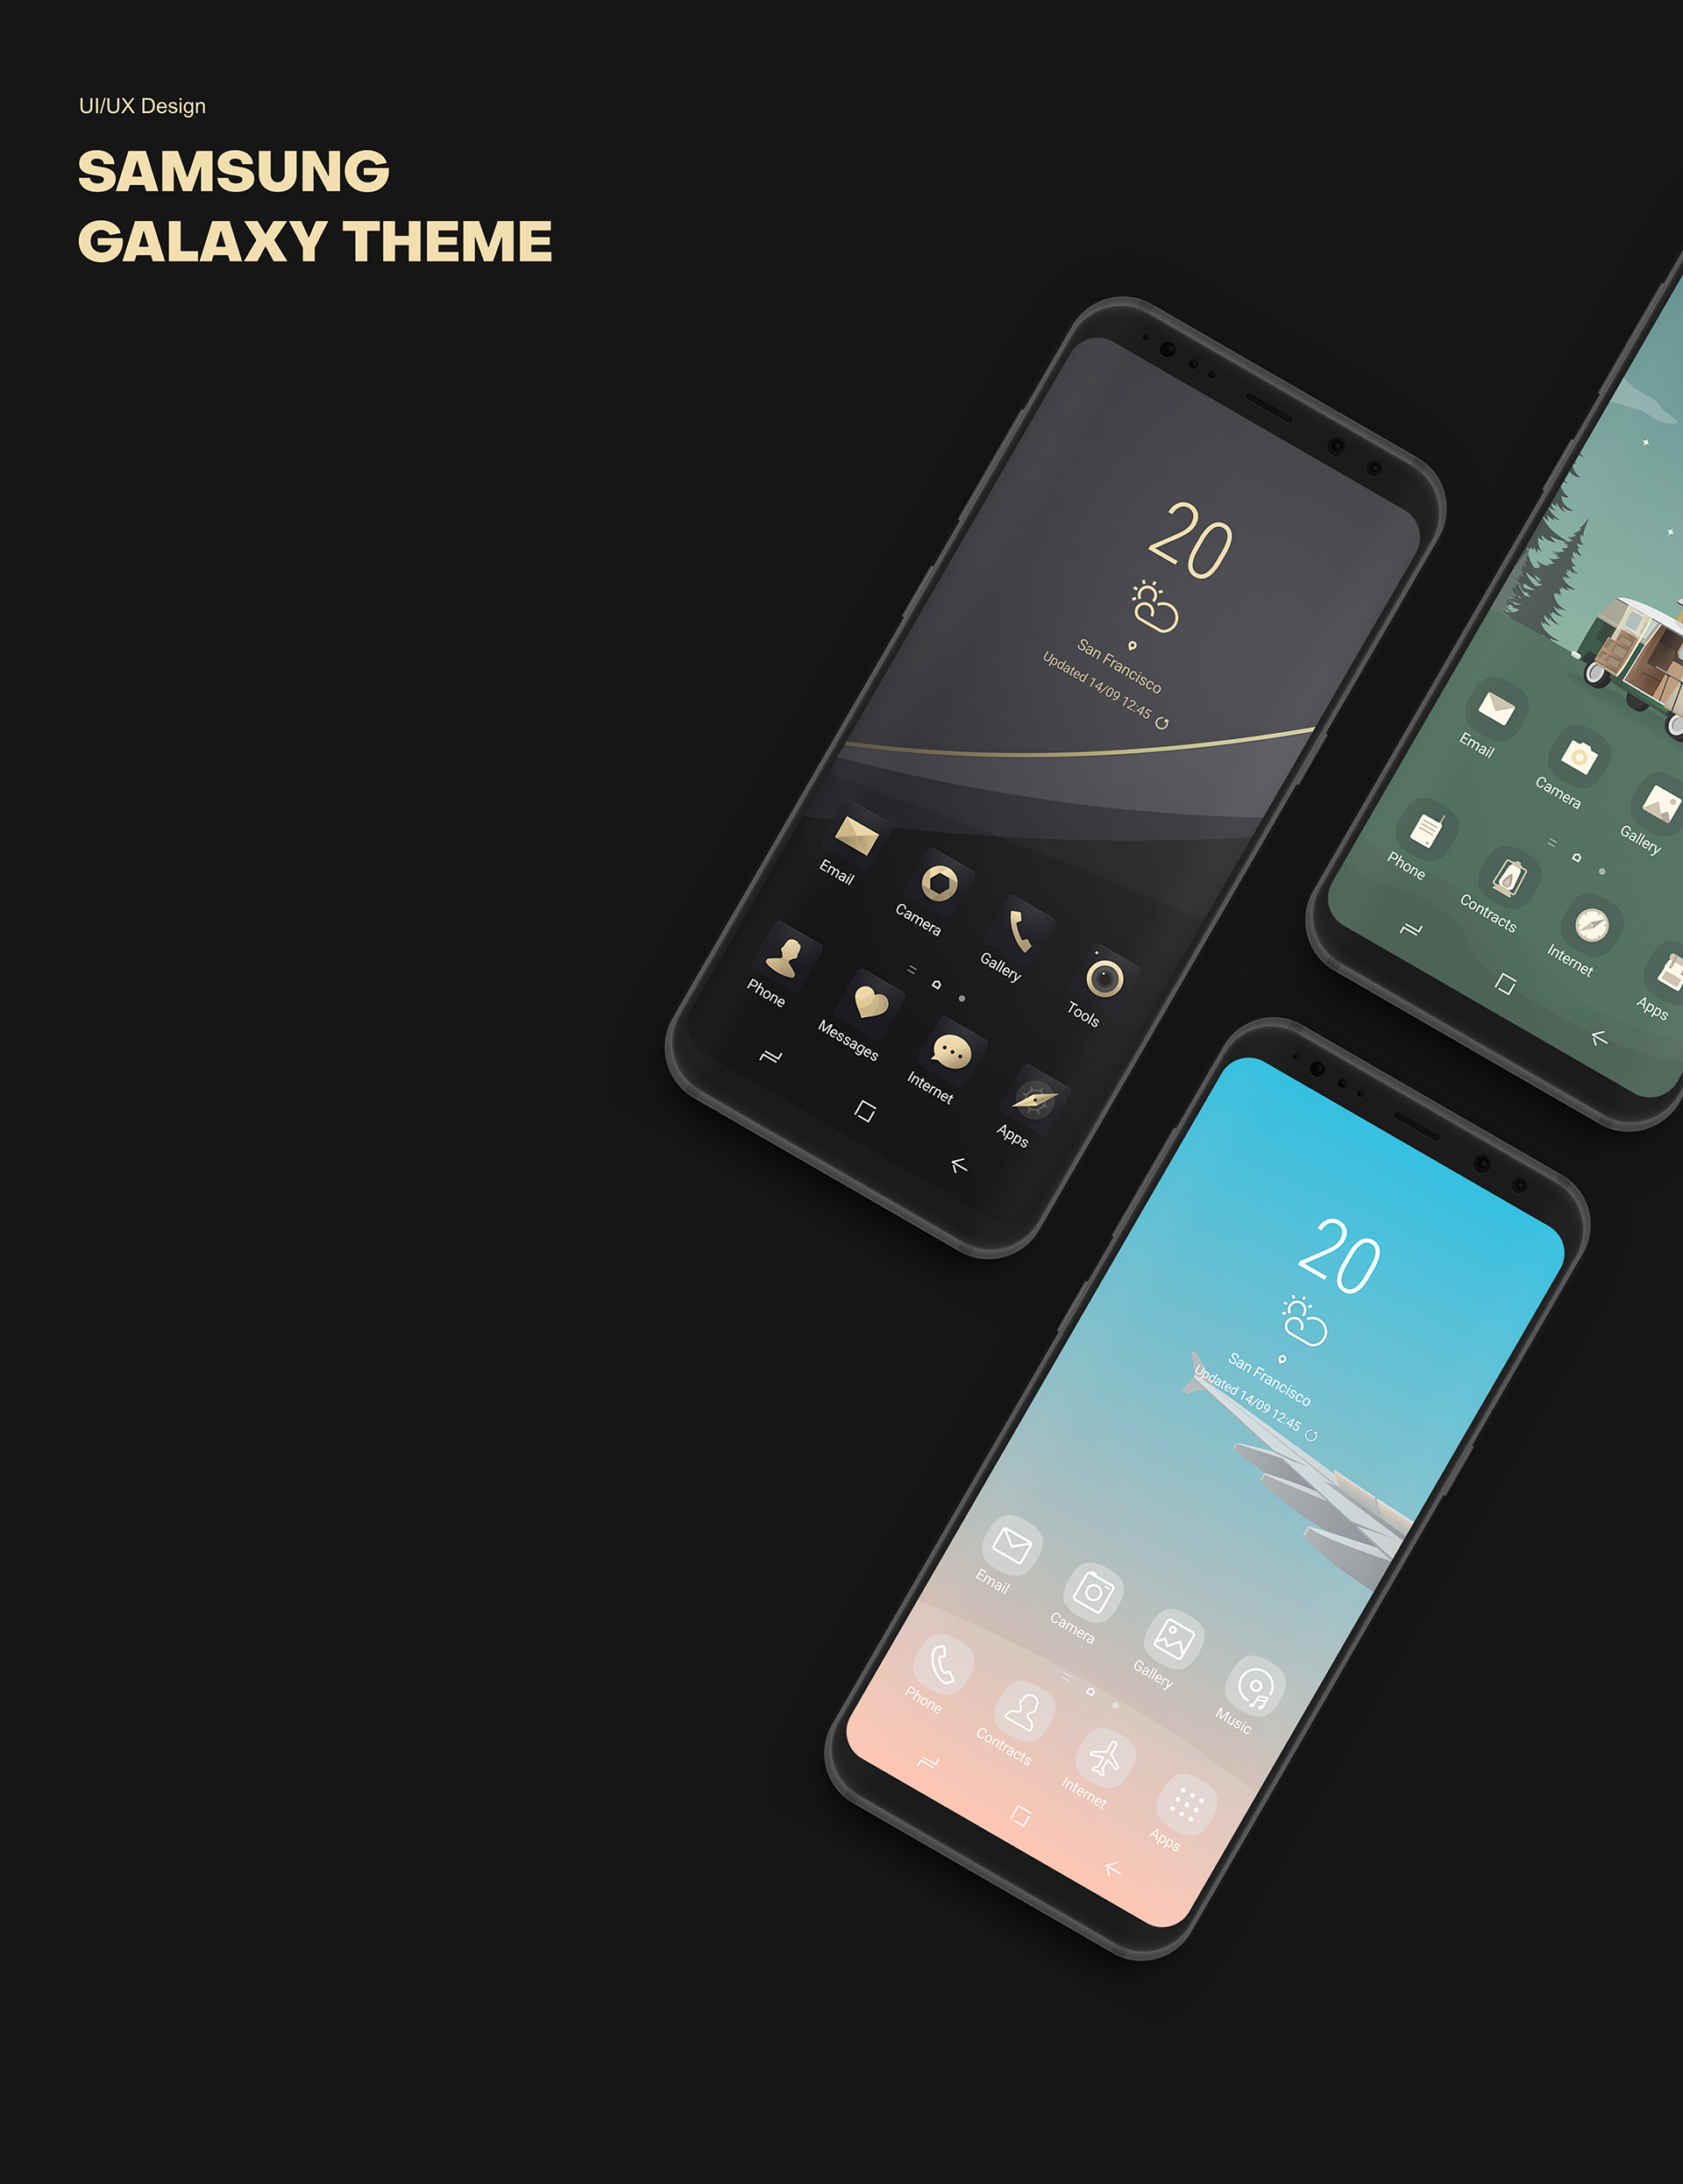 UI/UX Design
SAMSUNG
GALAXY THEME
20
San Francisco
Updated 14/09 12:45
Email
Camera
Gallery
Tools
Phone
Messages
Internet
Apps
Email
Camera
Gallery
Phone
Contracts
Internet
Apps
20
San Francisco
Updated 14/09 12:45
Email
Camera
Gallery
Music
Phone
Contracts
Internet
Apps